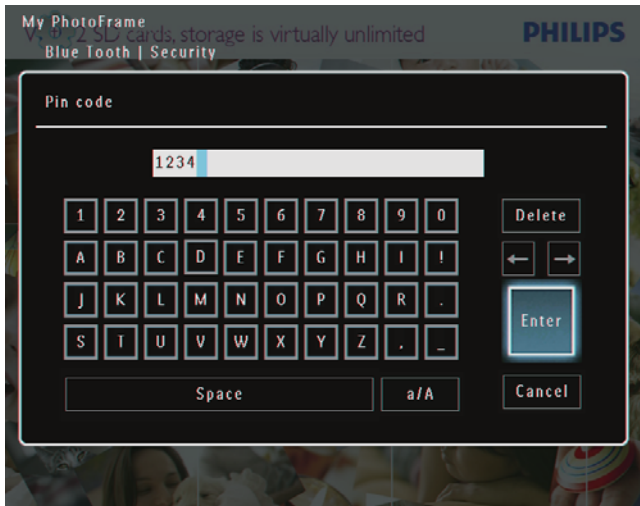 My PhotoFrame
2 SD cards, storage is virtually unlimited
PHILIPS
Blue Tooth | Security
Pin code
1234
1 2 3 4 5 6 7 8 9 0 Delete
A B C D E F G H I ! ← →
J K L M N O P Q R . Enter
S T U V W X Y Z , _
Space a/A Cancel